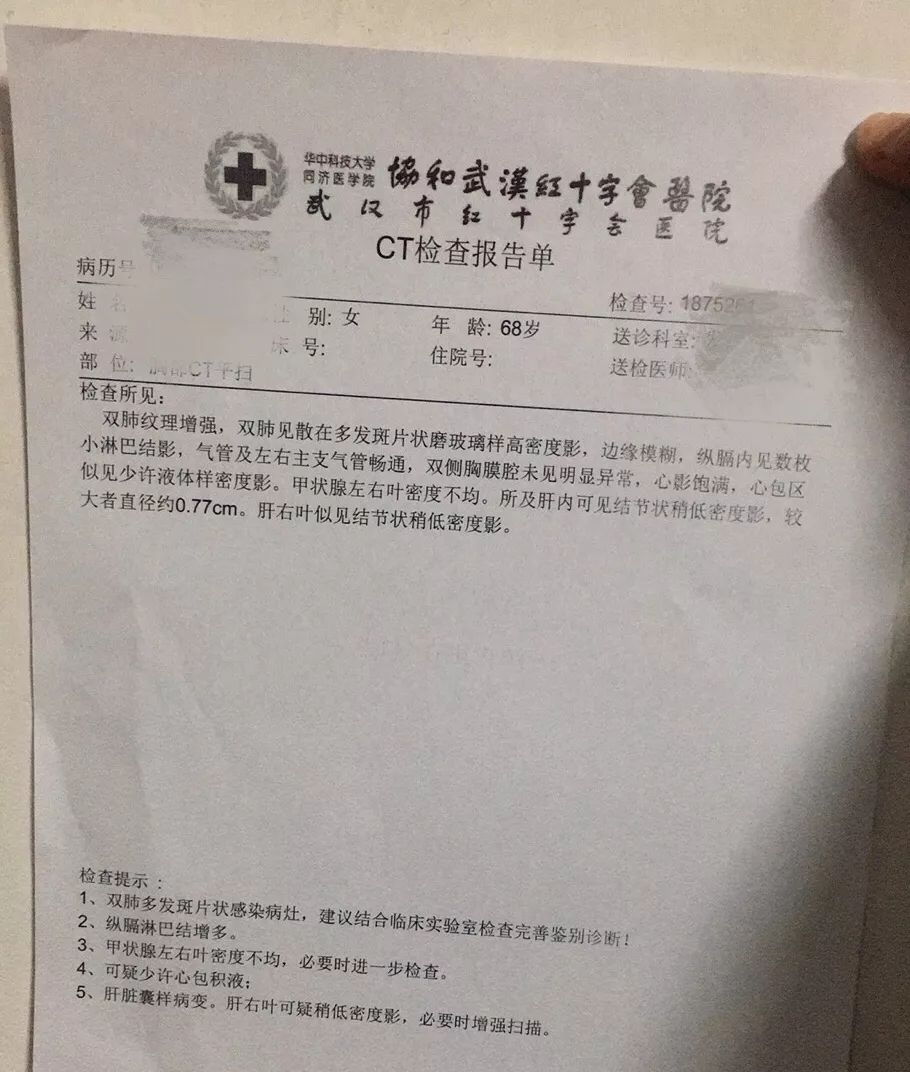 华中科技大学
同济医学院
協和武漢紅十字會醫院
武汉市红十字会医院
CT检查报告单
病历号
检查号: 1875261
姓 名 性 别: 女 年 龄: 68岁 送诊科室:
来 源 床 号: 住院号: 送检医师:
部 位: 胸部CT平扫
检查所见：
双肺纹理增强，双肺见散在多发斑片状磨玻璃样高密度影，边缘模糊，纵膈内见数枚
小淋巴结影，气管及左右主支气管畅通，双侧胸膜腔未见明显异常，心影饱满，心包区
似见少许液体样密度影。甲状腺左右叶密度不均。所及肝内可见结节状稍低密度影，较
大者直径约0.77cm。肝右叶似见结节状稍低密度影。
检查提示：
1、双肺多发斑片状感染病灶，建议结合临床实验室检查完善鉴别诊断！
2、纵膈淋巴结增多。
3、甲状腺左右叶密度不均，必要时进一步检查。
4、可疑少许心包积液；
5、肝脏囊样病变。肝右叶可疑稍低密度影，必要时增强扫描。